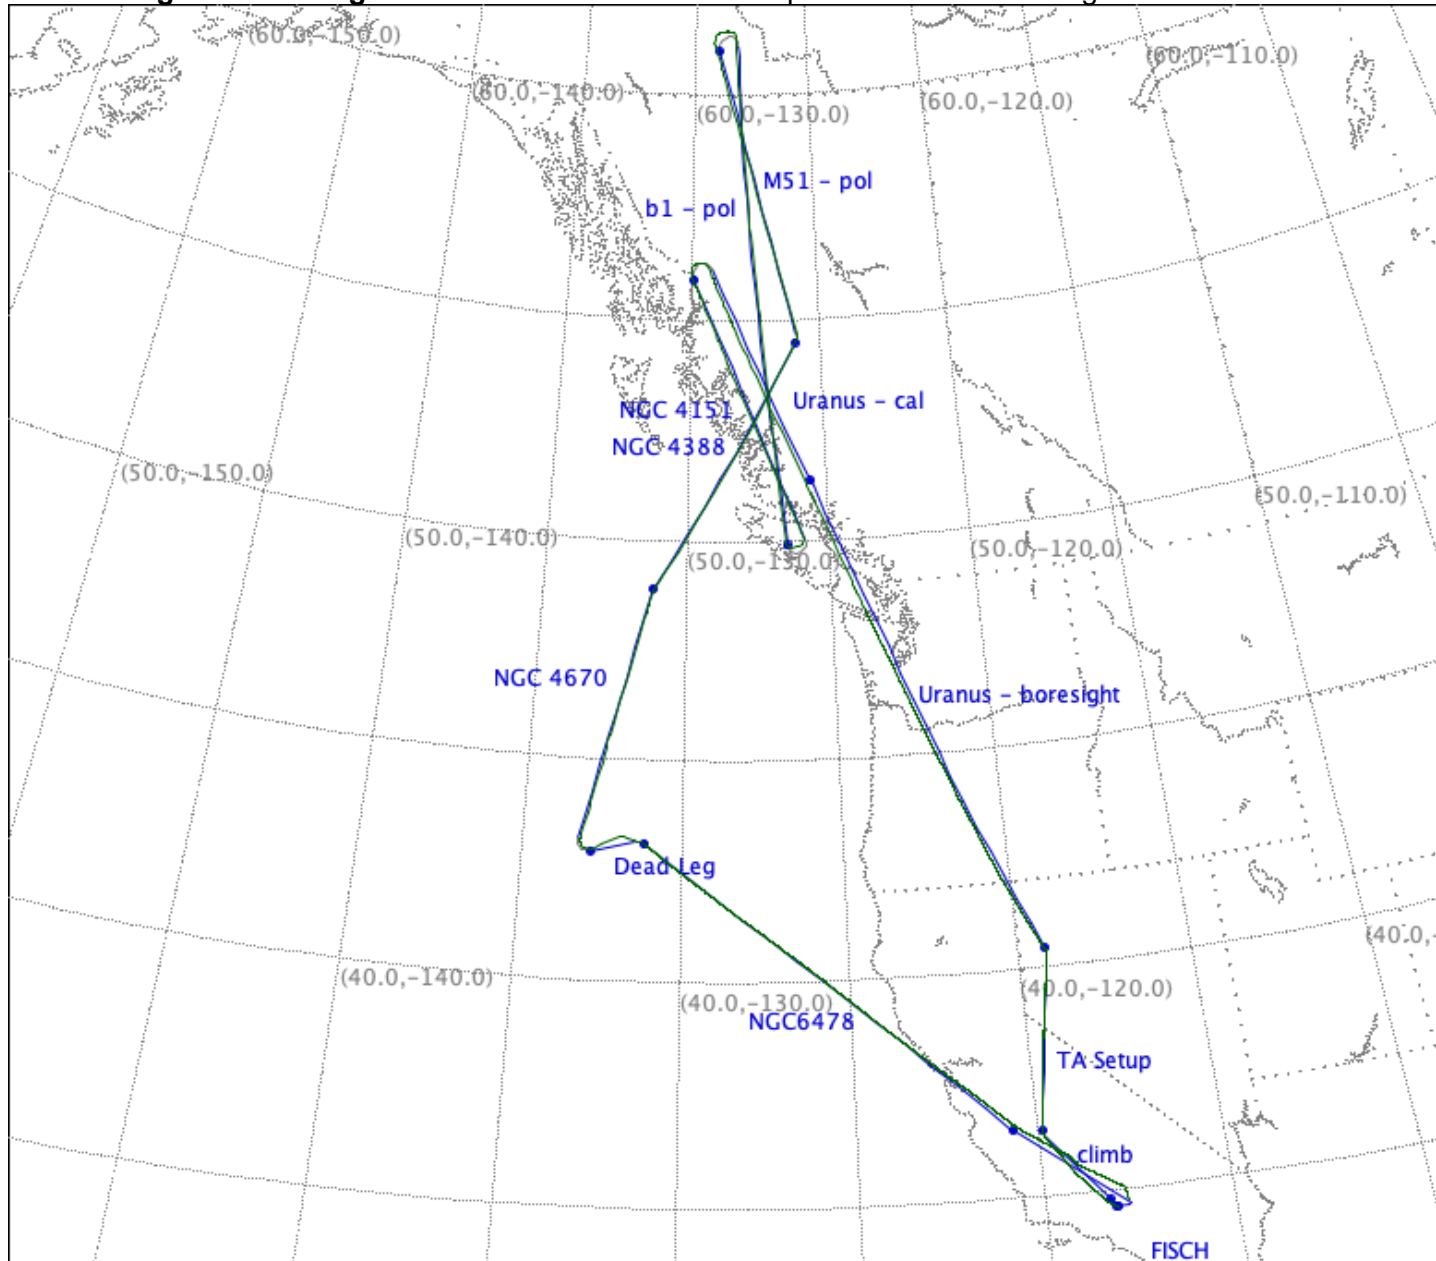 (60.0,-150.0)
(60.0,-110.0)
(60.0,-140.0)
(60.0,-120.0)
(60.0,-130.0)
M51 - pol
b1 - pol
Uranus - cal
NGC 4151
NGC 4388
(50.0,-150.0)
(50.0,-110.0)
(50.0,-140.0)
(50.0,-120.0)
(50.0,-130.0)
NGC 4670
Uranus - boresight
Dead Leg
(40.0,-
(40.0,-140.0)
(40.0,-120.0)
(40.0,-130.0)
NGC6478
TA Setup
climb
FISCH